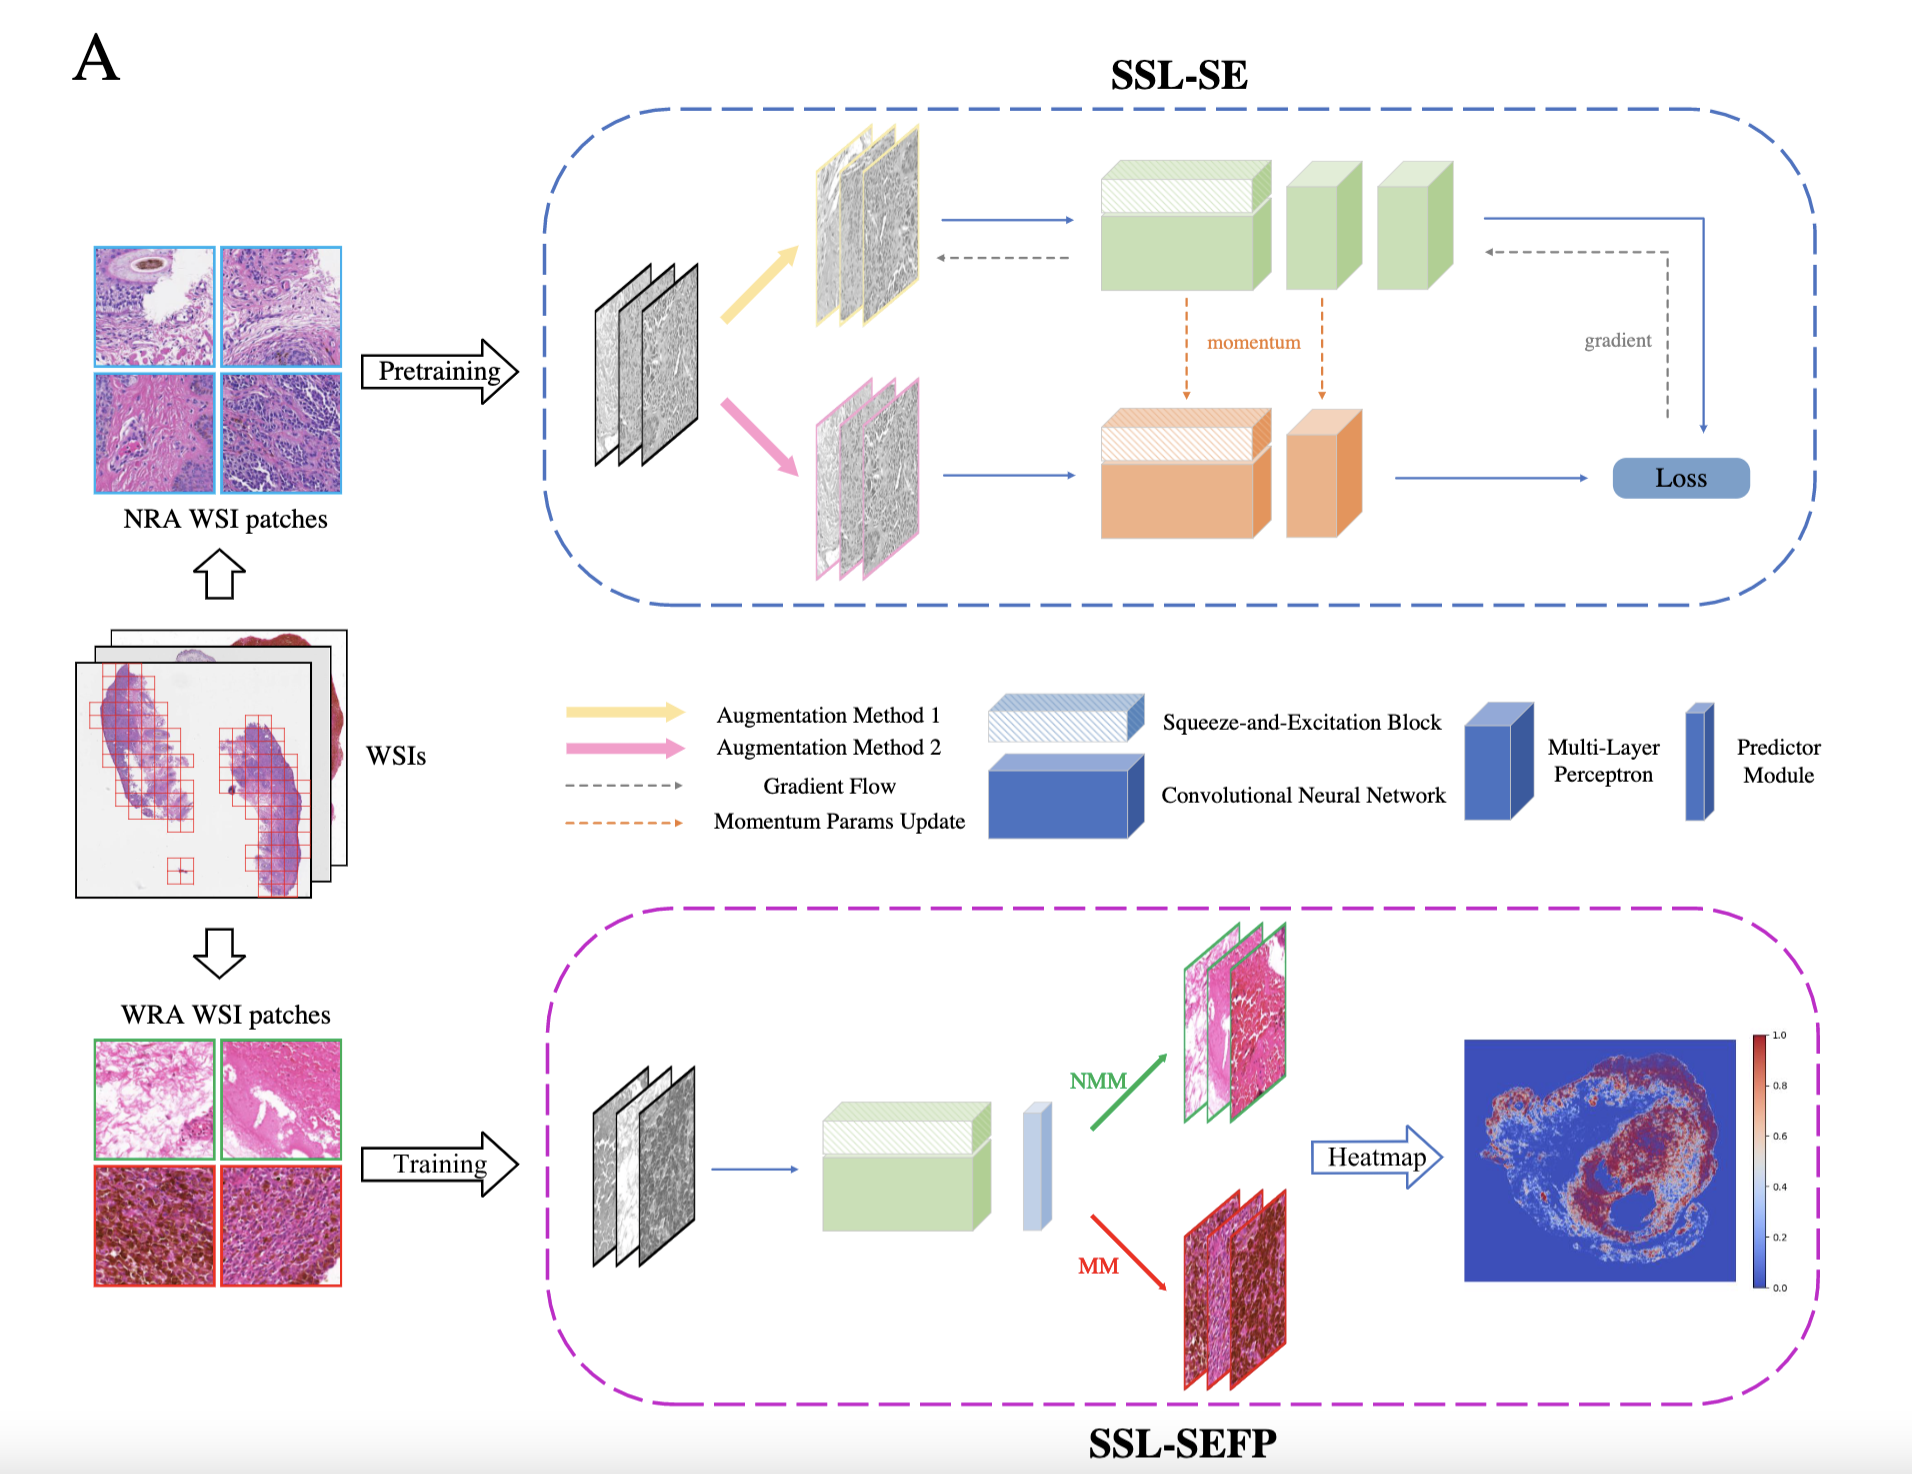 A
SSL-SE
Pretraining
momentum
gradient
Loss
NRA WSI patches
WSIs
Augmentation Method 1
Augmentation Method 2
Gradient Flow
Momentum Params Update
Squeeze-and-Excitation Block
Convolutional Neural Network
Multi-Layer
Perceptron
Predictor
Module
WRA WSI patches
Training
NMM
MM
Heatmap
1.0
0.8
0.6
0.4
0.2
0.0
SSL-SEFP